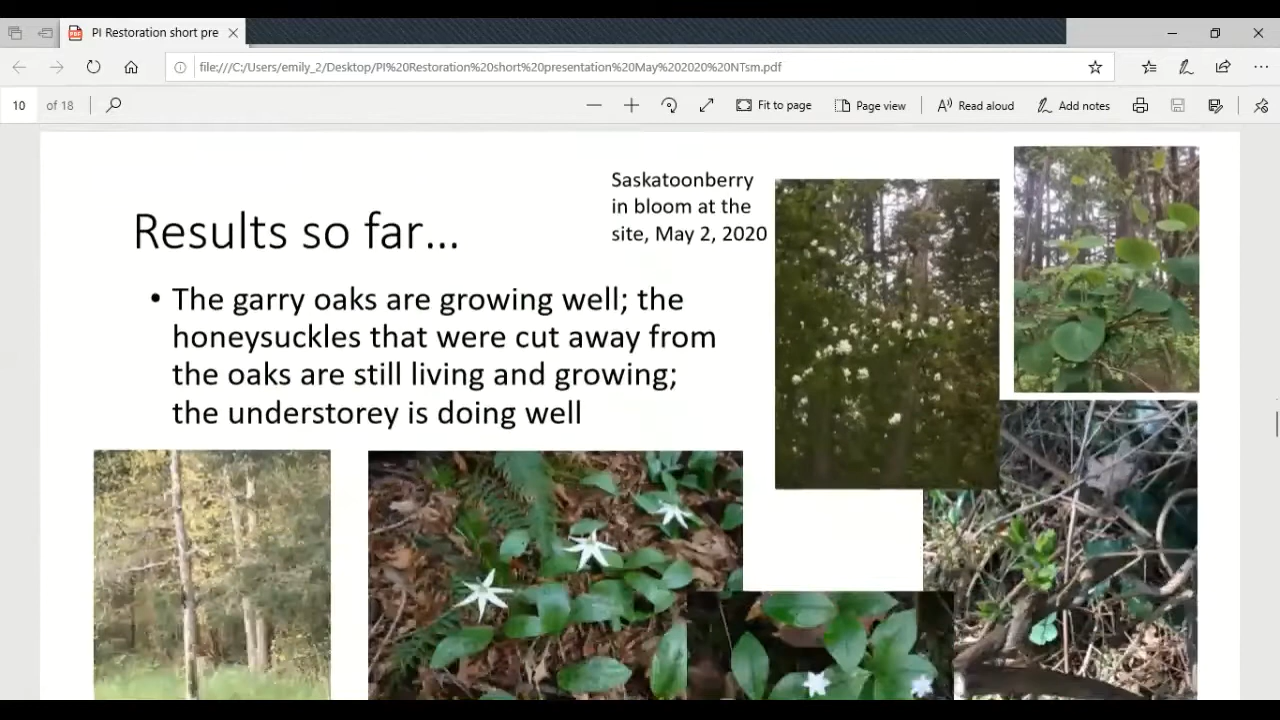 PI Restoration short pre
file:///C:/Users/emily_2/Desktop/PI%20Restoration%20short%20presentation%20May%202020%20NTsm.pdf
10 of 18
Fit to page
Page view
Read aloud
Add notes
Saskatoonberry
in bloom at the
site, May 2, 2020
Results so far...
• The garry oaks are growing well; the
honeysuckles that were cut away from
the oaks are still living and growing;
the understorey is doing well